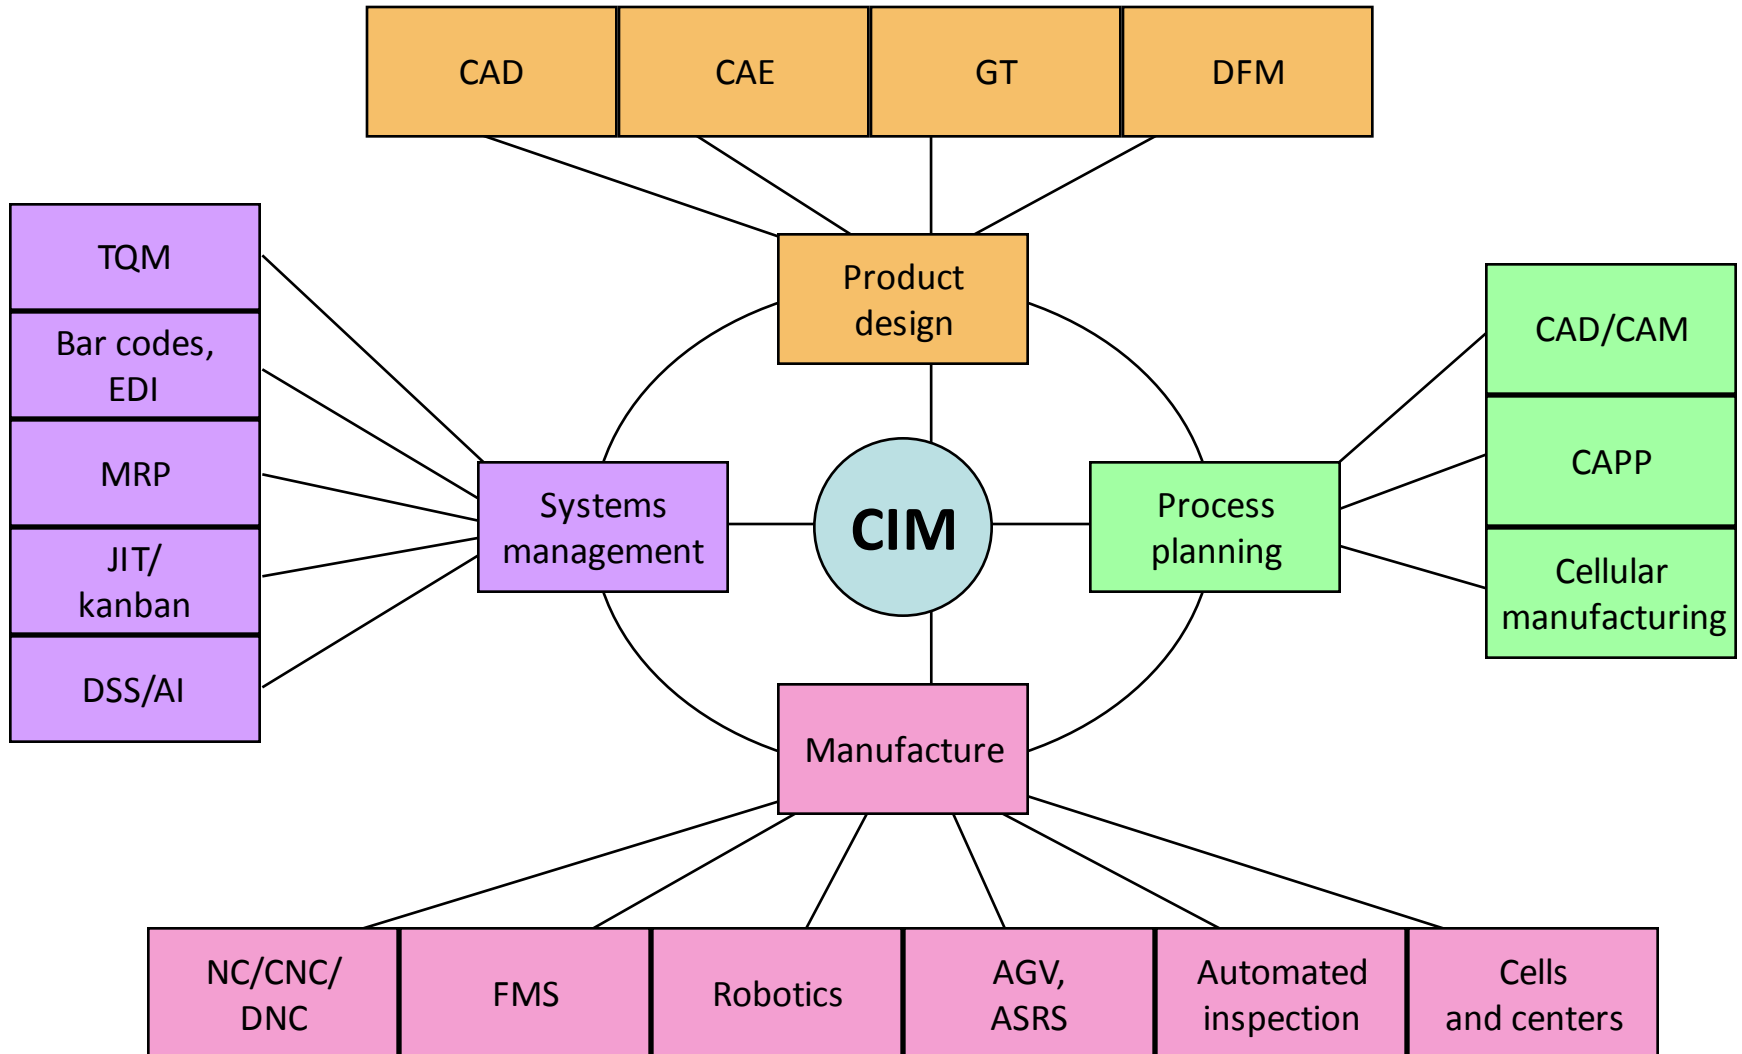 CAD
CAE
GT
DFM
Product
design
TQM
Bar codes,
EDI
MRP
JIT/
kanban
DSS/AI
Systems
management
CIM
Process
planning
CAD/CAM
CAPP
Cellular
manufacturing
Manufacture
NC/CNC/
DNC
FMS
Robotics
AGV,
ASRS
Automated
inspection
Cells
and centers